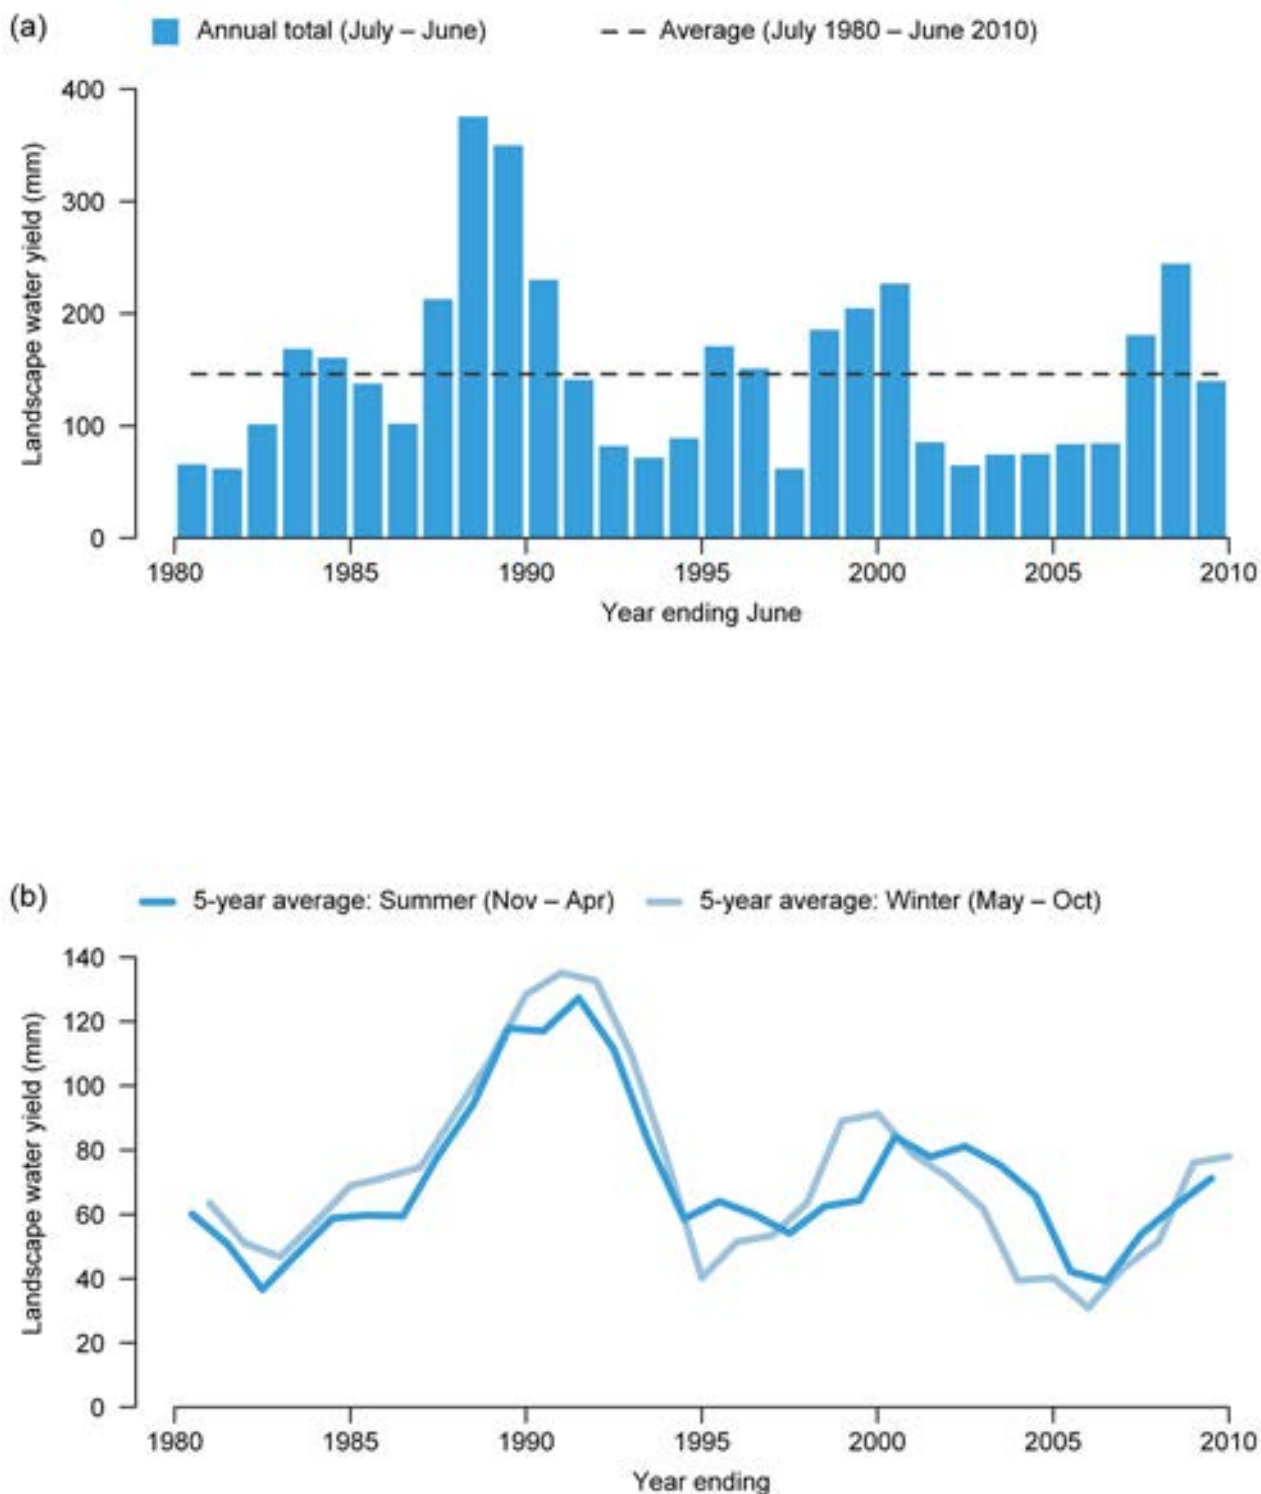 (a)
Annual total (July – June)
Average (July 1980 – June 2010)
Landscape water yield (mm)
400
300
200
100
0
1980 1985 1990 1995 2000 2005 2010
Year ending June
(b)
5-year average: Summer (Nov – Apr)
5-year average: Winter (May – Oct)
Landscape water yield (mm)
140
120
100
80
60
40
20
0
1980 1985 1990 1995 2000 2005 2010
Year ending